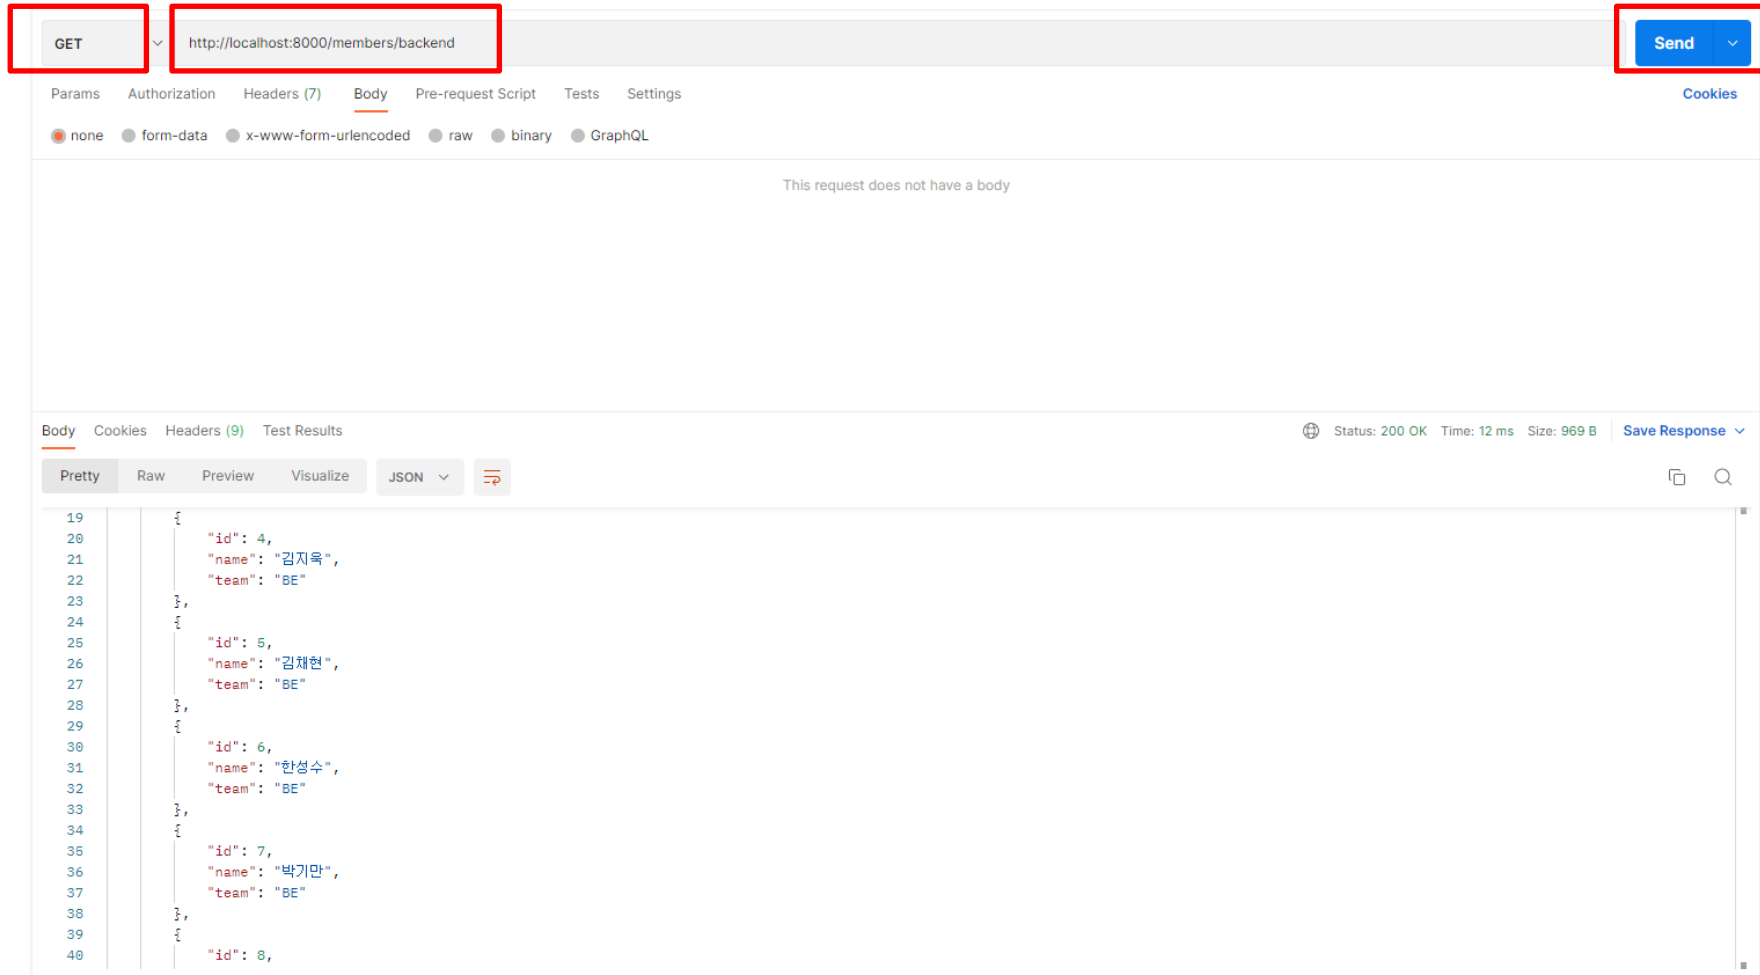 GET http://localhost:8000/members/backend Send
Params Authorization Headers (7) Body Pre-request Script Tests Settings Cookies
none form-data x-www-form-urlencoded raw binary GraphQL
This request does not have a body
Body Cookies Headers (9) Test Results Status: 200 OK Time: 12 ms Size: 969 B Save Response
Pretty Raw Preview Visualize JSON
19 {
20 "id": 4,
21 "name": "김지욱",
22 "team": "BE"
23 },
24 {
25 "id": 5,
26 "name": "김채현",
27 "team": "BE"
28 },
29 {
30 "id": 6,
31 "name": "한성수",
32 "team": "BE"
33 },
34 {
35 "id": 7,
36 "name": "박기만",
37 "team": "BE"
38 },
39 {
40 "id": 8,